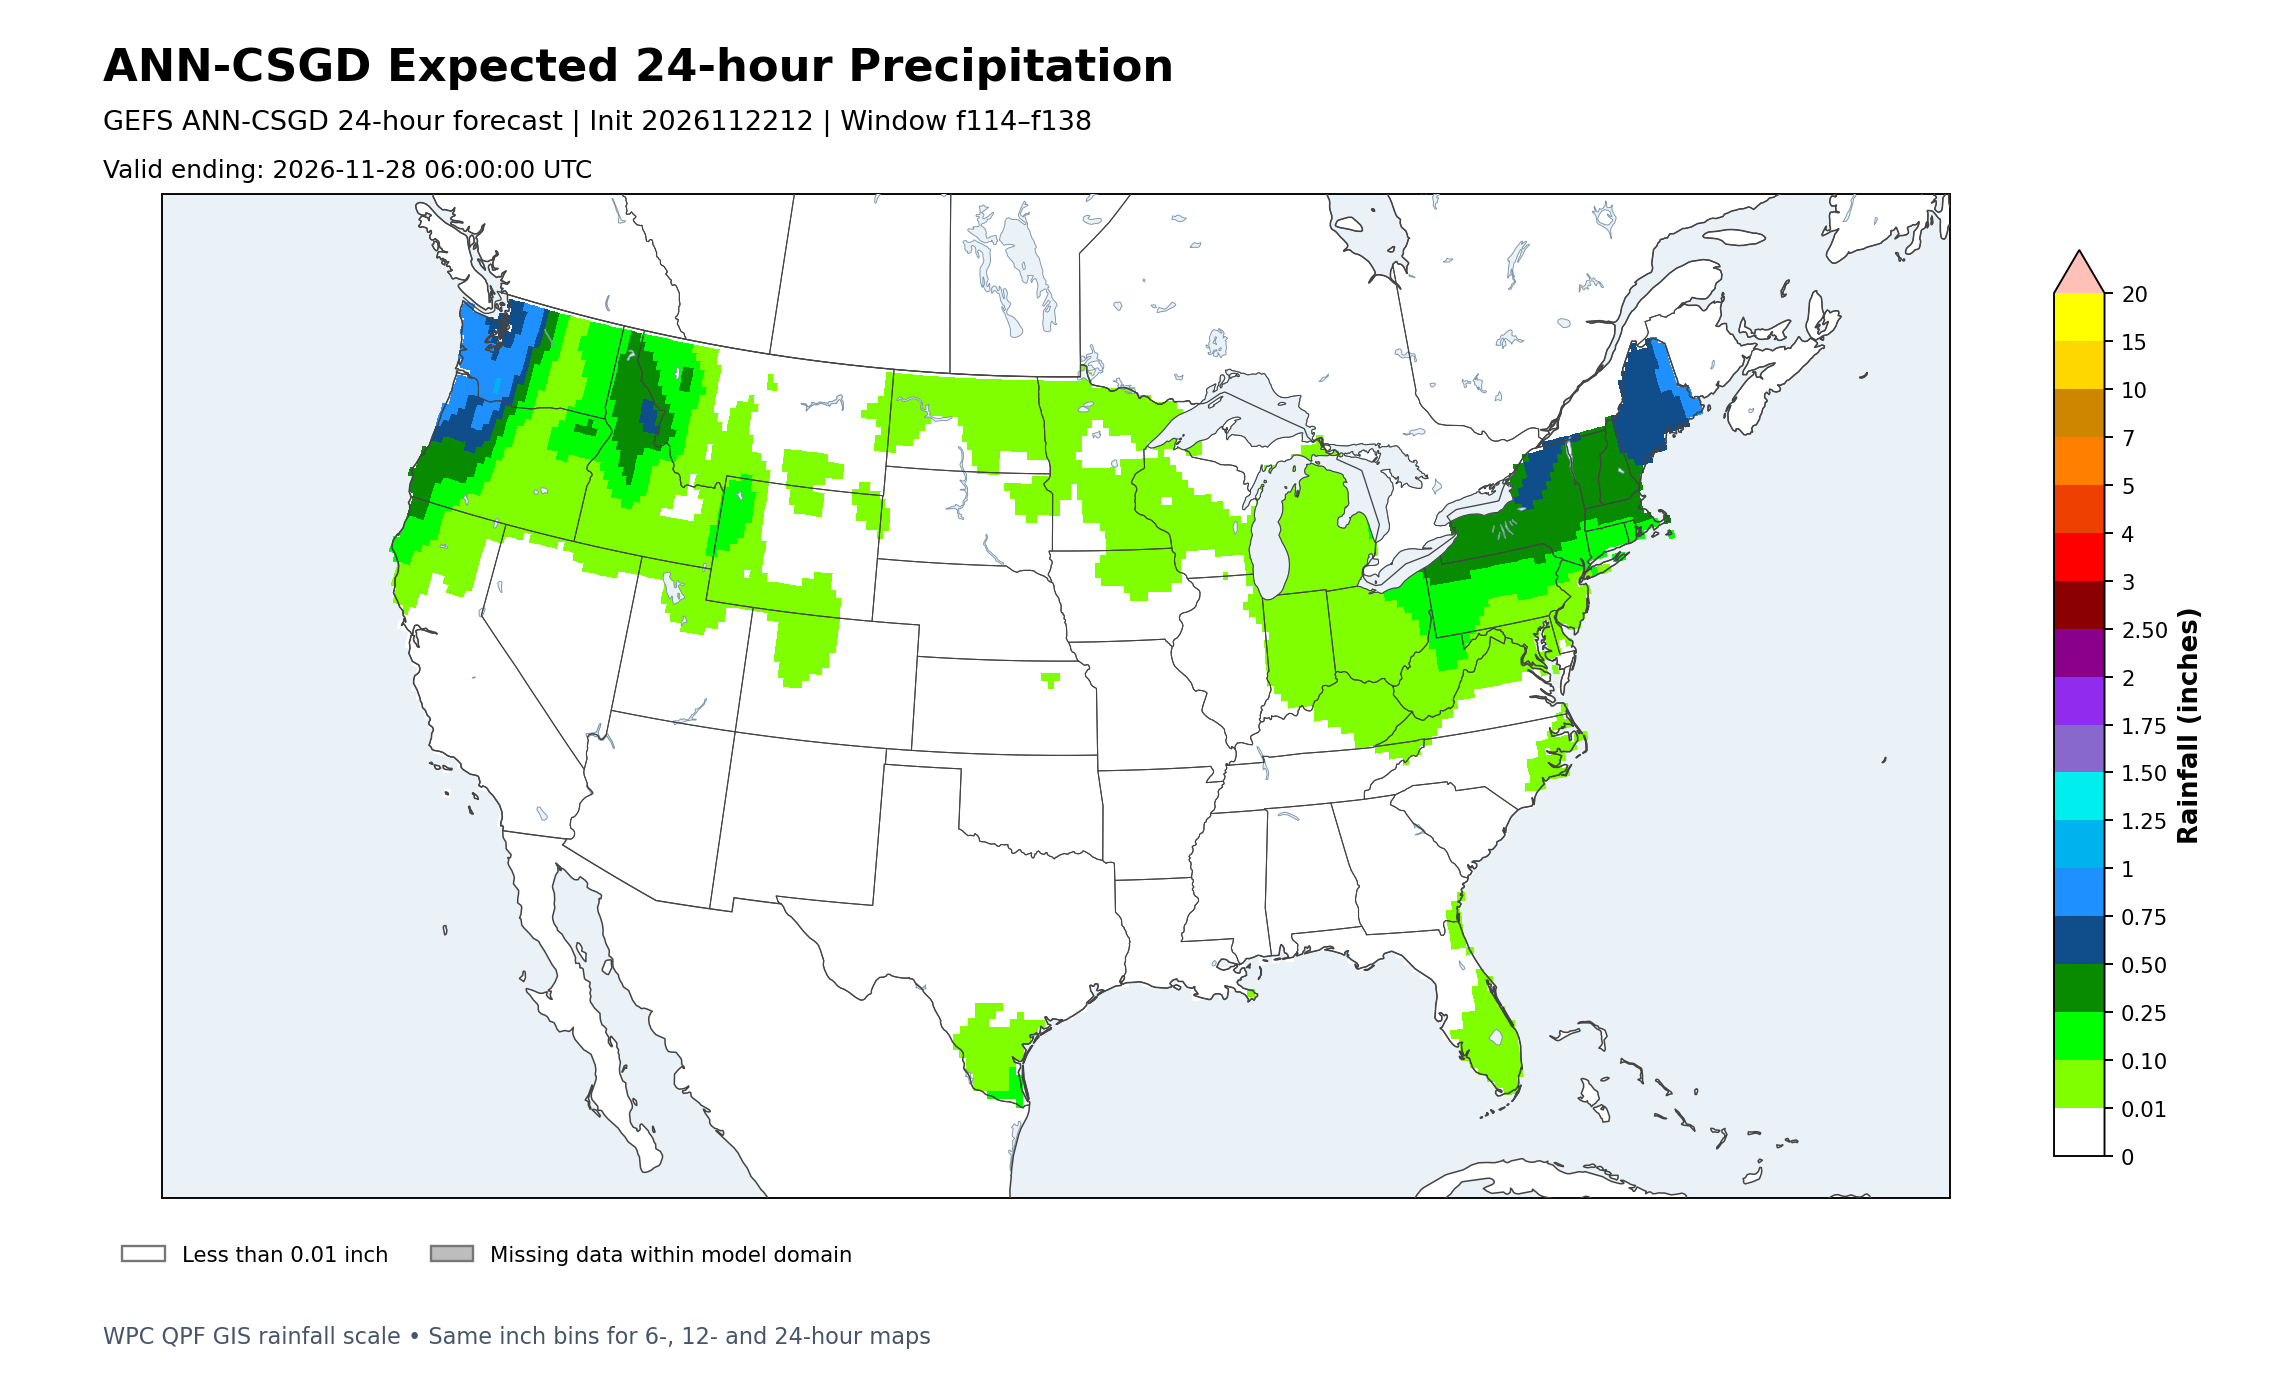 ANN-CSGD Expected 24-hour Precipitation
GEFS ANN-CSGD 24-hour forecast | Init 2026112212 | Window f114–f138
Valid ending: 2026-11-28 06:00:00 UTC
20
15
10
7
5
4
3
2.50
2
1.75
1.50
1.25
1
0.75
0.50
0.25
0.10
0.01
0
Rainfall (inches)
Less than 0.01 inch
Missing data within model domain
WPC QPF GIS rainfall scale • Same inch bins for 6-, 12- and 24-hour maps